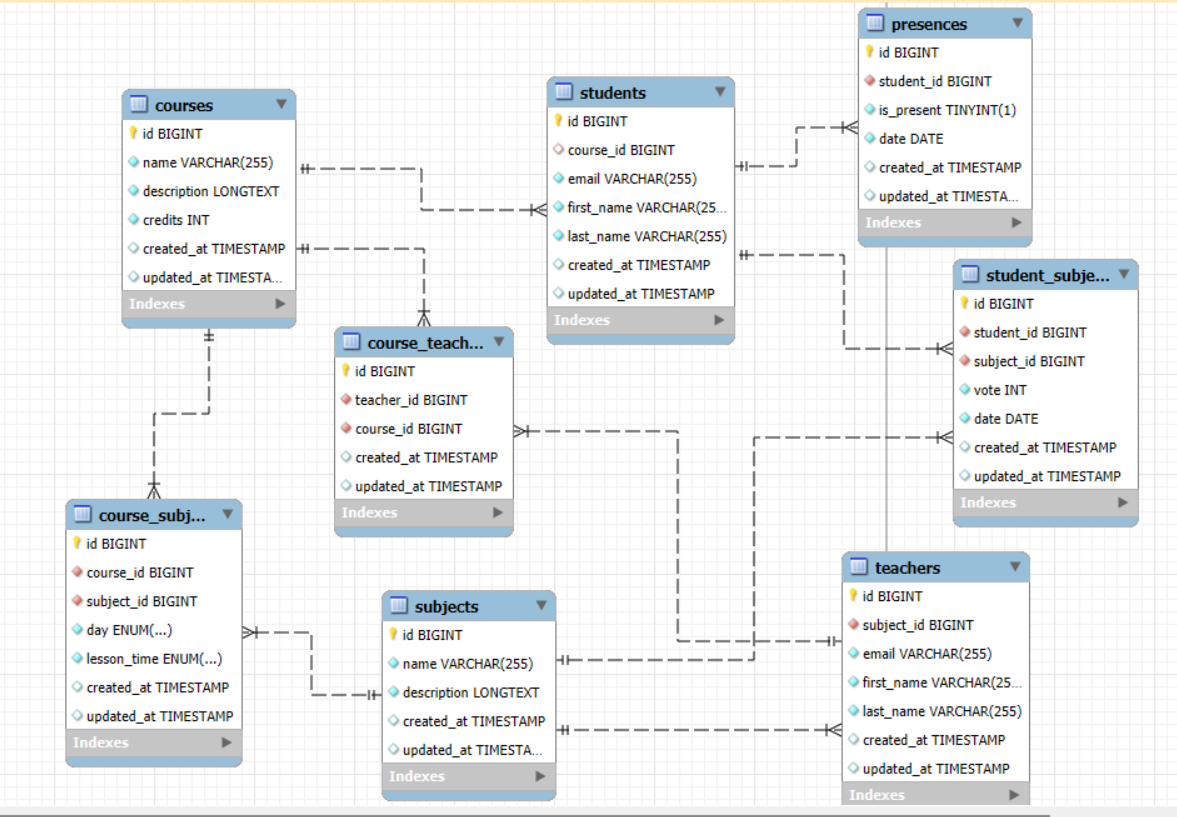 presences
id BIGINT
student_id BIGINT
is_present TINYINT(1)
date DATE
created_at TIMESTAMP
updated_at TIMESTA...
Indexes
courses
id BIGINT
name VARCHAR(255)
description LONGTEXT
credits INT
created_at TIMESTAMP
updated_at TIMESTA...
Indexes
students
id BIGINT
course_id BIGINT
email VARCHAR(255)
first_name VARCHAR(25...
last_name VARCHAR(255)
created_at TIMESTAMP
updated_at TIMESTAMP
Indexes
student_subje...
id BIGINT
student_id BIGINT
subject_id BIGINT
vote INT
date DATE
created_at TIMESTAMP
updated_at TIMESTAMP
Indexes
course_teach...
id BIGINT
teacher_id BIGINT
course_id BIGINT
created_at TIMESTAMP
updated_at TIMESTAMP
Indexes
course_subj...
id BIGINT
course_id BIGINT
subject_id BIGINT
day ENUM(...)
lesson_time ENUM(...)
created_at TIMESTAMP
updated_at TIMESTAMP
Indexes
subjects
id BIGINT
name VARCHAR(255)
description LONGTEXT
created_at TIMESTAMP
updated_at TIMESTA...
Indexes
teachers
id BIGINT
subject_id BIGINT
email VARCHAR(255)
first_name VARCHAR(25...
last_name VARCHAR(255)
created_at TIMESTAMP
updated_at TIMESTAMP
Indexes